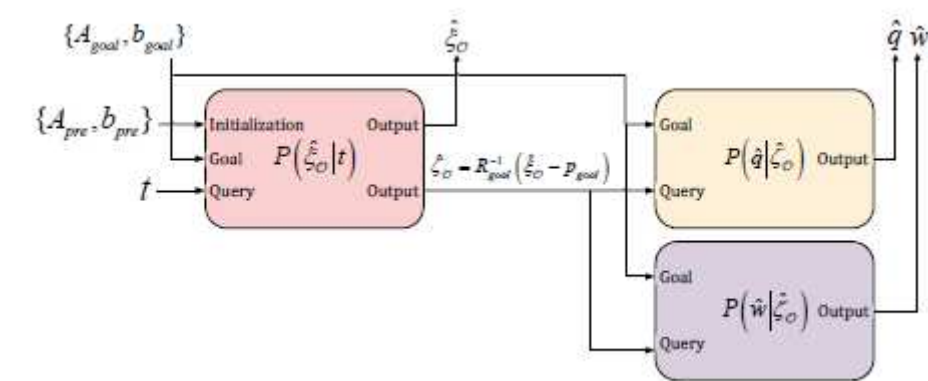 {A_goal, b_goal}
ξ̂_O
q̂ ŵ
{A_pre, b_pre}
Initialization Output
Goal
P(ξ̂_O|t)
t
Query Output
ζ̂_O = R_goal^-1 (ξ̂_O − p_goal)
Goal
P(q̂|ζ̂_O) Output
Query
Goal
P(ŵ|ζ̂_O) Output
Query